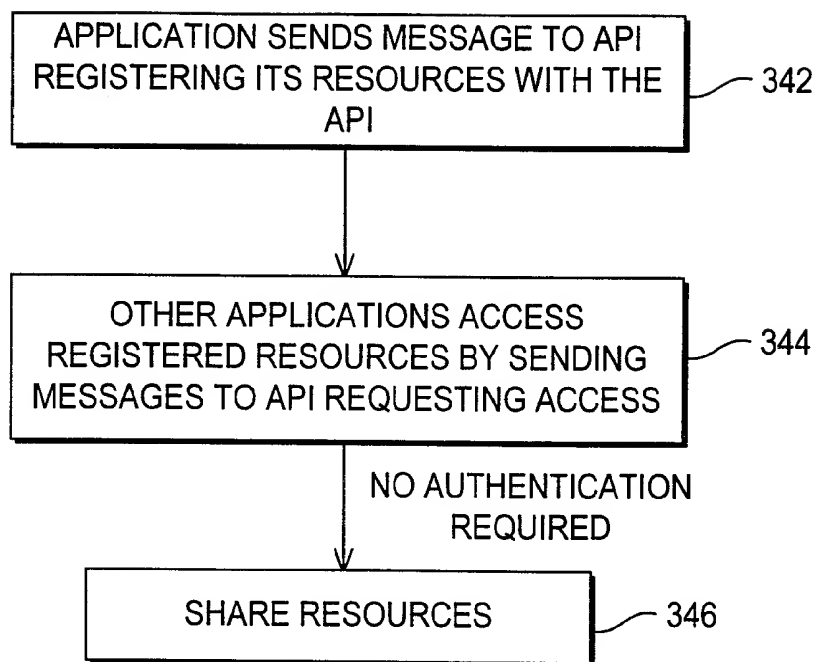 APPLICATION SENDS MESSAGE TO API
REGISTERING ITS RESOURCES WITH THE
API
342
OTHER APPLICATIONS ACCESS
REGISTERED RESOURCES BY SENDING
MESSAGES TO API REQUESTING ACCESS
344
NO AUTHENTICATION
REQUIRED
SHARE RESOURCES
346